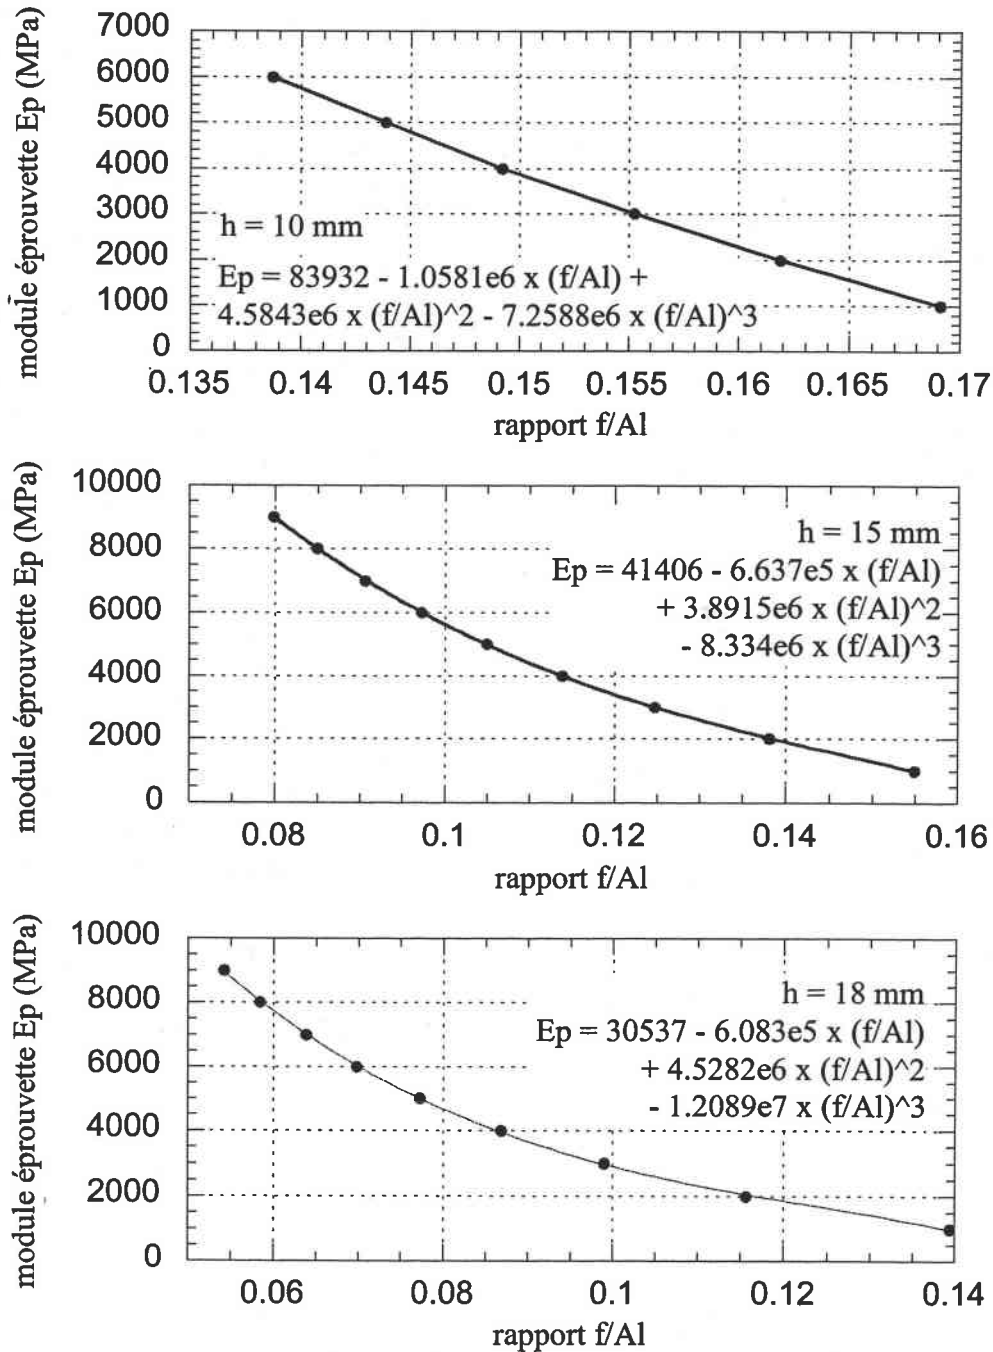 module éprouvette Ep (MPa)
7000
6000
5000
4000
3000
2000
1000
0
h = 10 mm
Ep = 83932 - 1.0581e6 x (f/Al) +
4.5843e6 x (f/Al)^2 - 7.2588e6 x (f/Al)^3
0.135 0.14 0.145 0.15 0.155 0.16 0.165 0.17
rapport f/Al
module éprouvette Ep (MPa)
10000
8000
6000
4000
2000
0
h = 15 mm
Ep = 41406 - 6.637e5 x (f/Al)
+ 3.8915e6 x (f/Al)^2
- 8.334e6 x (f/Al)^3
0.08 0.1 0.12 0.14 0.16
rapport f/Al
module éprouvette Ep (MPa)
10000
8000
6000
4000
2000
0
h = 18 mm
Ep = 30537 - 6.083e5 x (f/Al)
+ 4.5282e6 x (f/Al)^2
- 1.2089e7 x (f/Al)^3
0.06 0.08 0.1 0.12 0.14
rapport f/Al